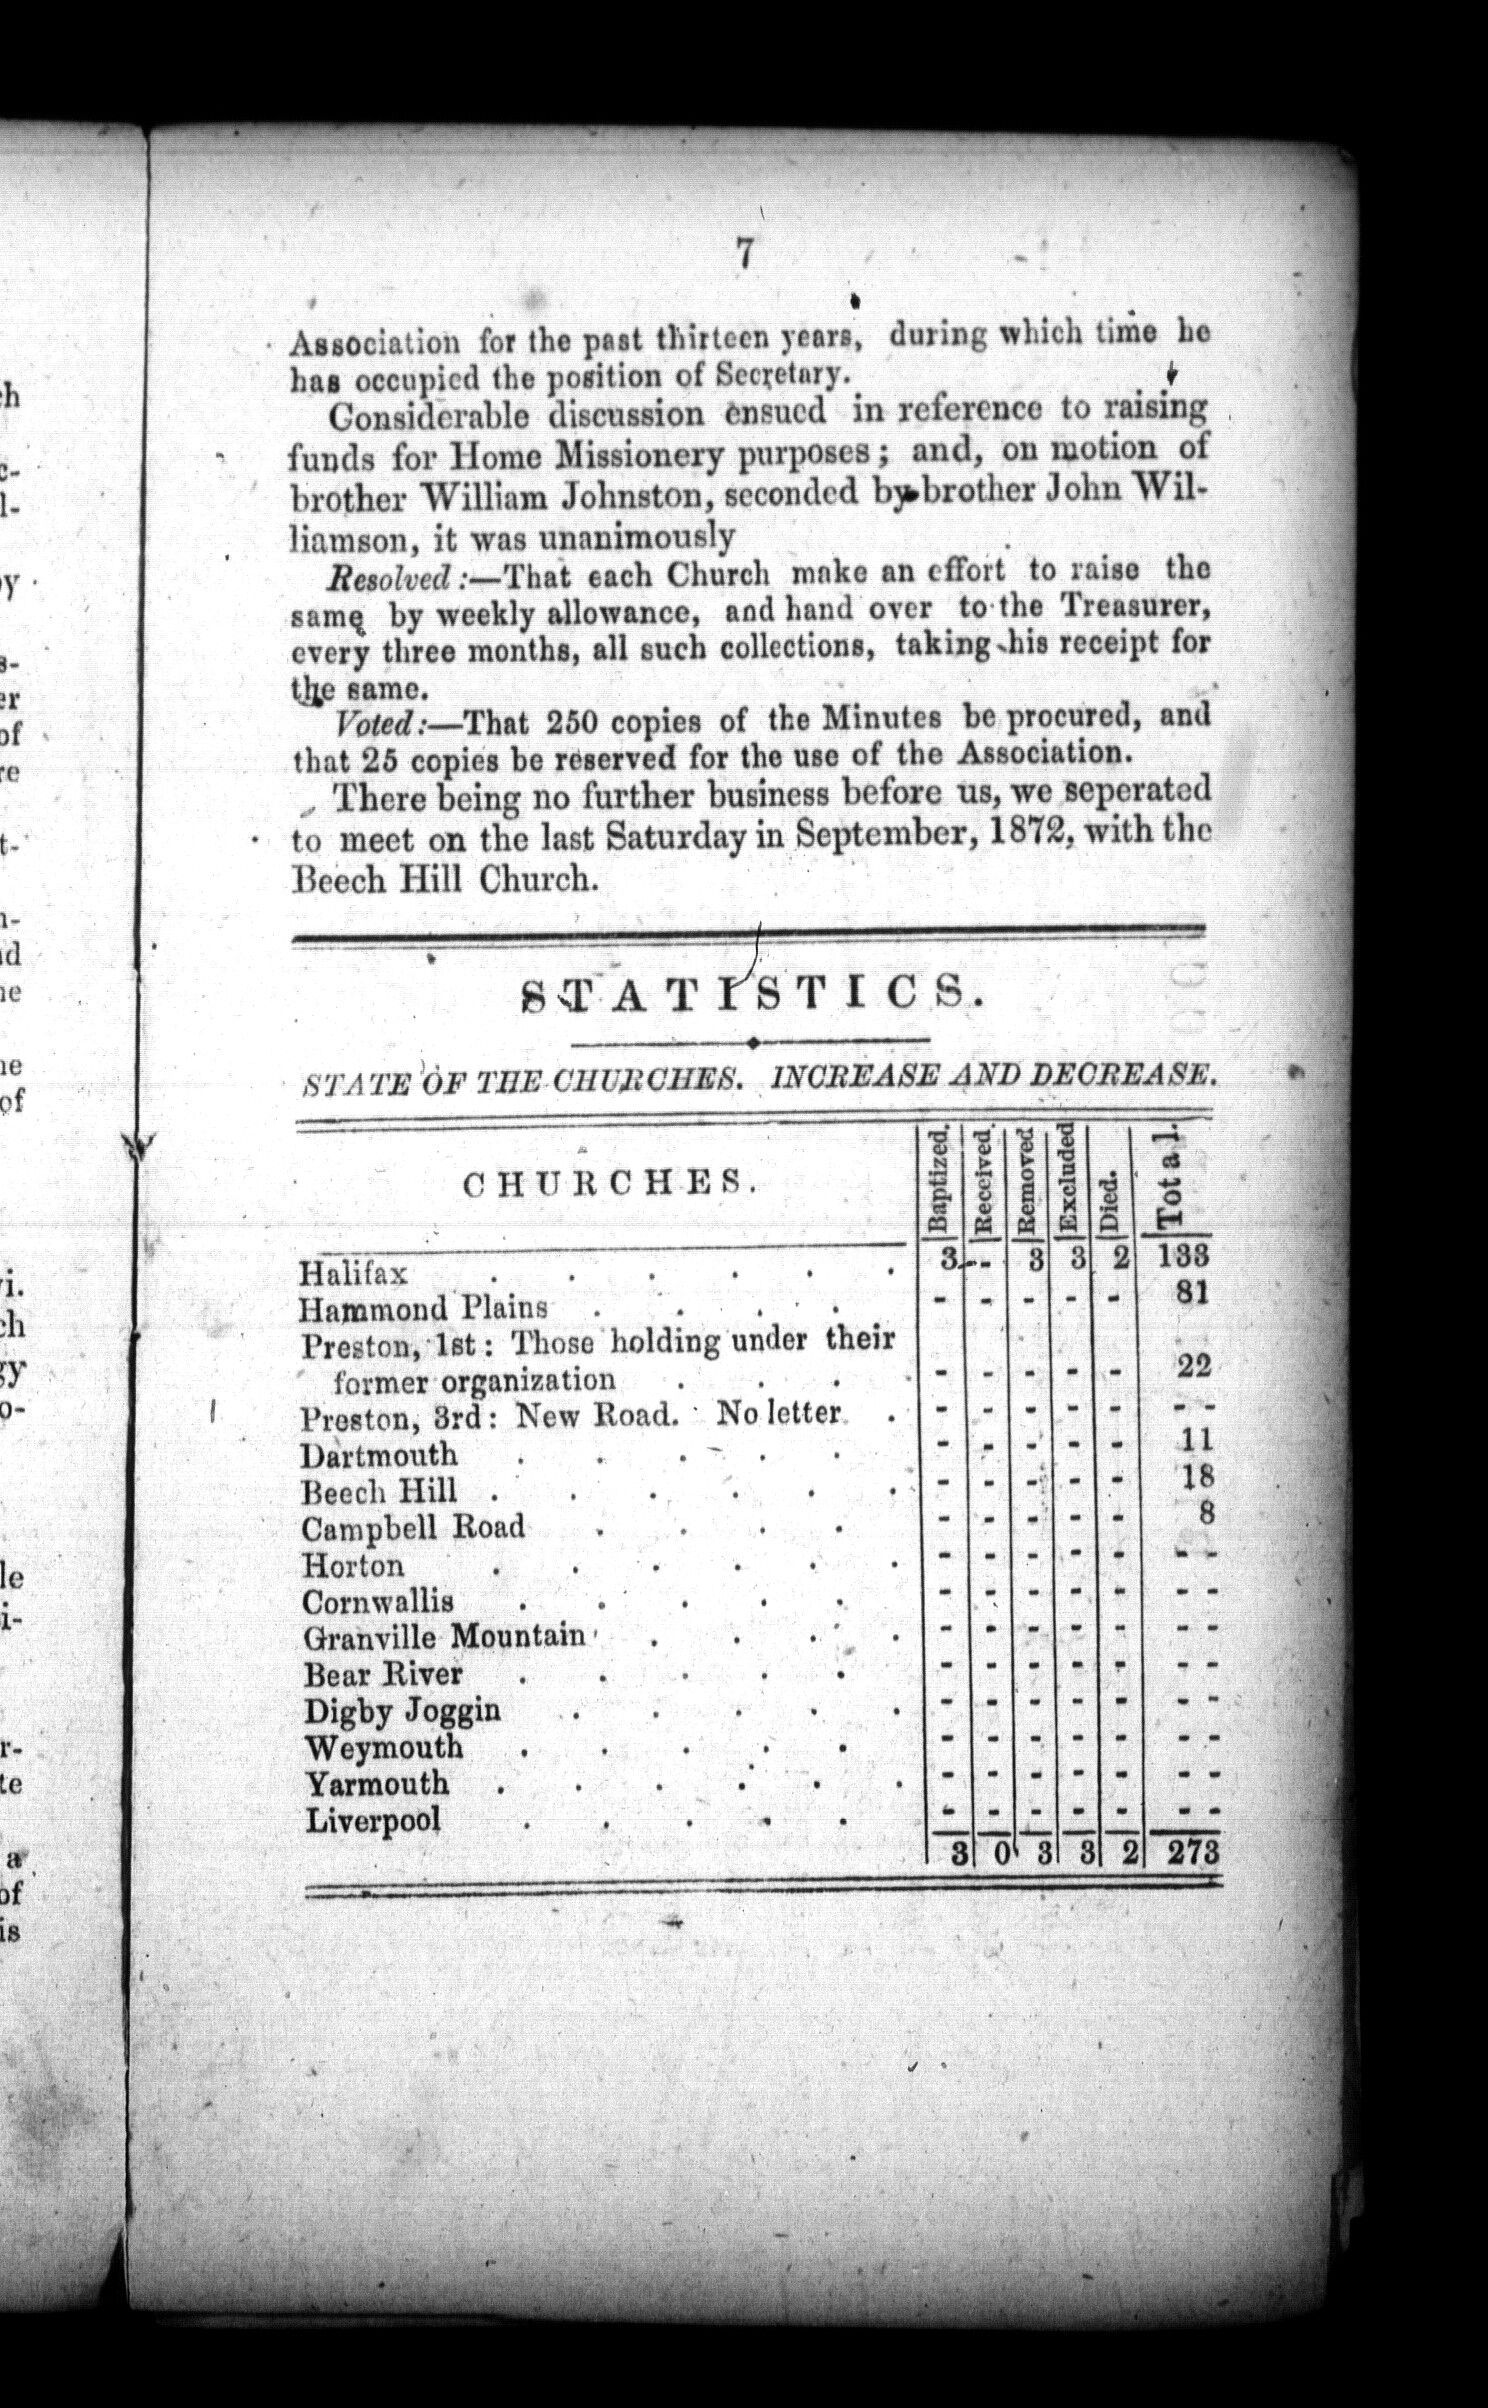 7
Association for the past thirteen years, during which time he
has occupied the position of Secretary.
Considerable discussion ensued in reference to raising
funds for Home Missionery purposes; and, on motion of
brother William Johnston, seconded by brother John Wil-
liamson, it was unanimously
Resolved:—That each Church make an effort to raise the
same by weekly allowance, and hand over to the Treasurer,
every three months, all such collections, taking his receipt for
the same.
Voted:—That 250 copies of the Minutes be procured, and
that 25 copies be reserved for the use of the Association.
There being no further business before us, we seperated
to meet on the last Saturday in September, 1872, with the
Beech Hill Church.
STATISTICS.
STATE OF THE CHURCHES. INCREASE AND DECREASE.
CHURCHES. Baptized. Received. Removed Excluded Died. Total.
Halifax . . . . . . 3 - - 3 3 2 133
Hammond Plains . . . . - - - - - 81
Preston, 1st: Those holding under their
former organization . . . . - - - - - 22
Preston, 3rd: New Road. No letter . - - - - - - -
Dartmouth . . . . . - - - - - 11
Beech Hill . . . . . . - - - - - 18
Campbell Road . . . . - - - - - 8
Horton . . . . . . - - - - - - -
Cornwallis . . . . . - - - - - - -
Granville Mountain . . . . - - - - - - -
Bear River . . . . . - - - - - - -
Digby Joggin . . . . . - - - - - - -
Weymouth . . . . . - - - - - - -
Yarmouth . . . . . . - - - - - - -
Liverpool . . . . . - - - - - - -
3 0 3 3 2 273